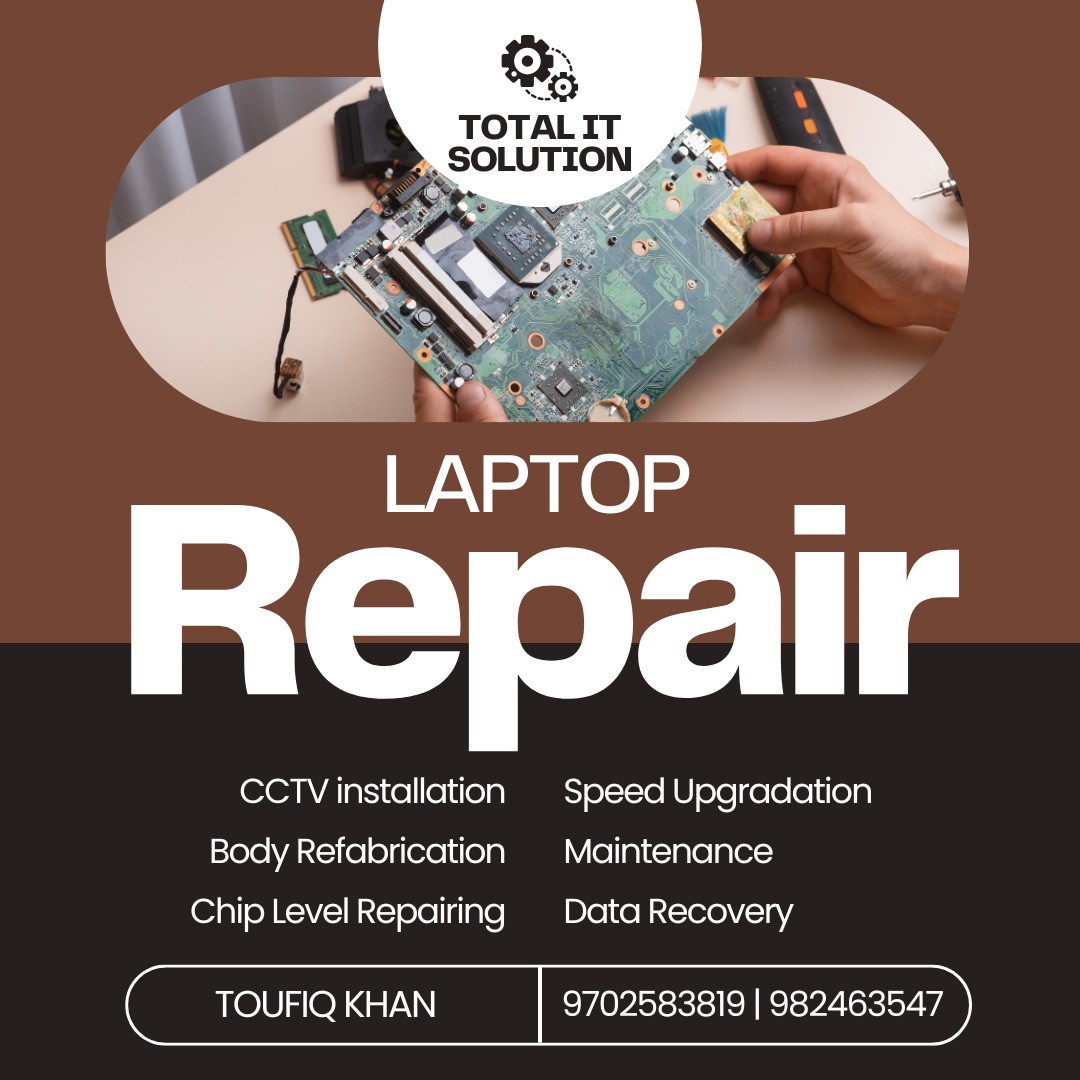 TOTAL IT
SOLUTION
LAPTOP
Repair
CCTV installation
Speed Upgradation
Body Refabrication
Maintenance
Chip Level Repairing
Data Recovery
TOUFIQ KHAN
9702583819 | 982463547